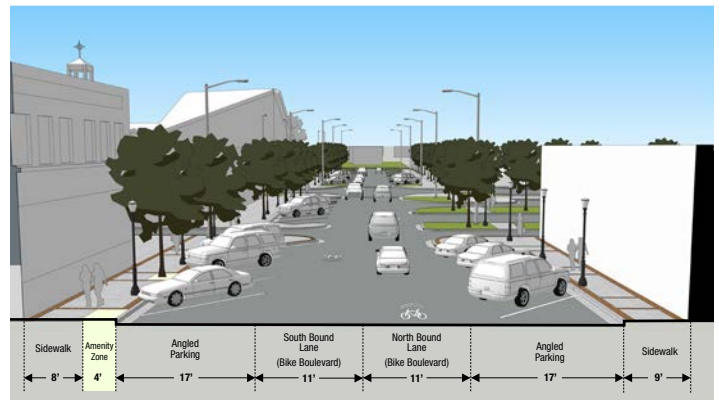 Sidewalk
8'
Amenity
Zone
4'
Angled
Parking
17'
South Bound
Lane
(Bike Boulevard)
11'
North Bound
Lane
(Bike Boulevard)
11'
Angled
Parking
17'
Sidewalk
9'